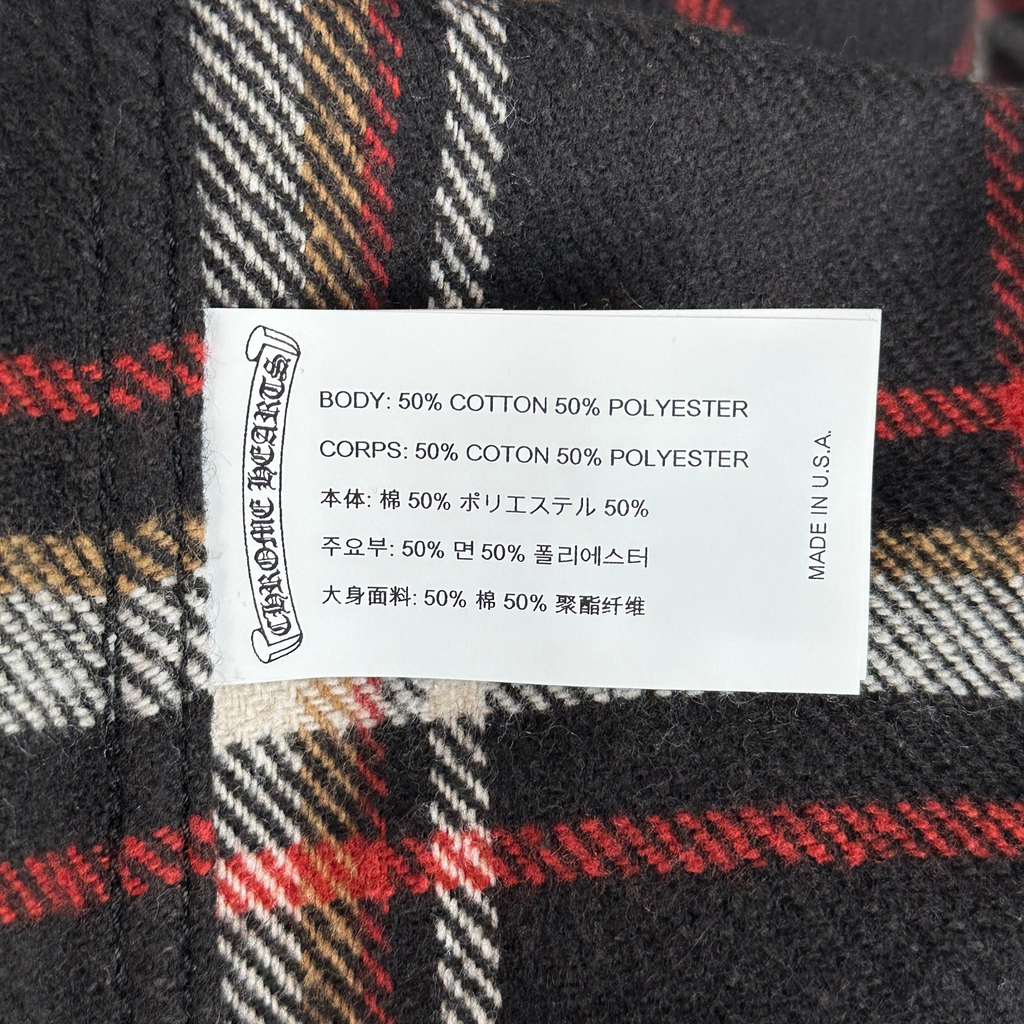 CHROME HEARTS
BODY: 50% COTTON 50% POLYESTER
CORPS: 50% COTON 50% POLYESTER
本体: 棉 50% ポリエステル 50%
주요부: 50% 면 50% 폴리에스터
大身面料: 50% 棉 50% 聚酯纤维
MADE IN U.S.A.